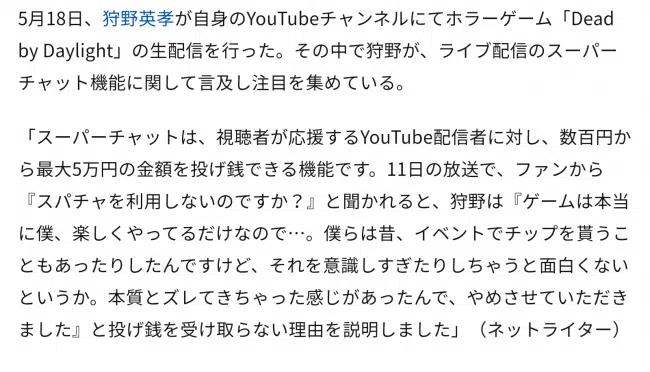 5月18日、狩野英孝が自身のYouTubeチャンネルにてホラーゲーム「Dead
by Daylight」の生配信を行った。その中で狩野が、ライブ配信のスーパー
チャット機能に関して言及し注目を集めている。
「スーパーチャットは、視聴者が応援するYouTube配信者に対し、数百円か
ら最大5万円の金額を投げ銭できる機能です。11日の放送で、ファンから
『スパチャを利用しないのですか？』と聞かれると、狩野は『ゲームは本当
に僕、楽しくやってるだけなので…。僕らは昔、イベントでチップを貰うこ
ともあったりしたんですけど、それを意識しすぎたりしちゃうと面白くない
というか。本質とズレてきちゃった感じがあったんで、やめさせていただき
ました』と投げ銭を受け取らない理由を説明しました」（ネットライター）